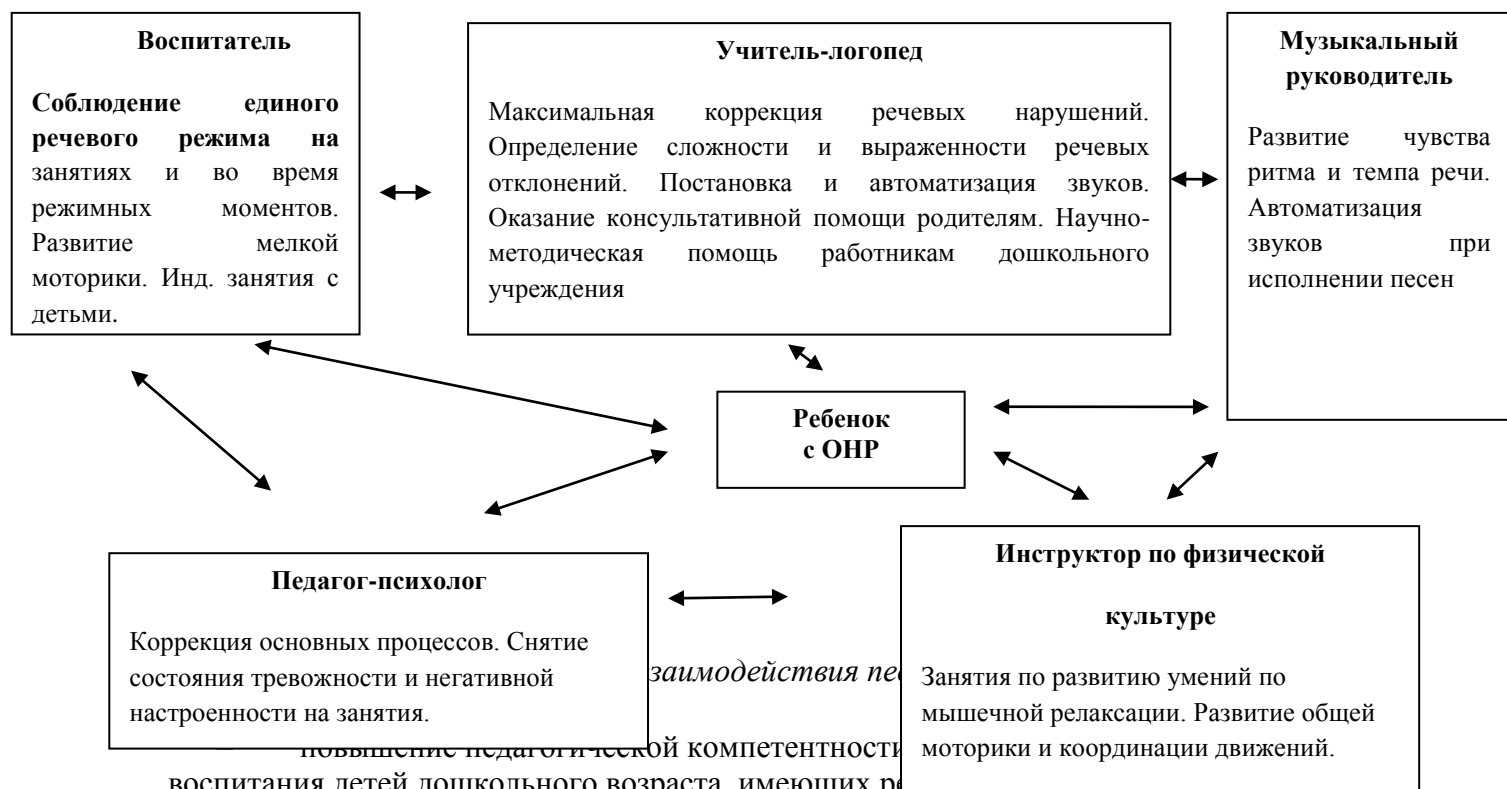 Воспитатель
Соблюдение единого
речевого режима на
занятиях и во время
режимных моментов.
Развитие мелкой
моторики. Инд. занятия с
детьми.
Учитель-логопед
Максимальная коррекция речевых нарушений.
Определение сложности и выраженности речевых
отклонений. Постановка и автоматизация звуков.
Оказание консультативной помощи родителям. Научно-
методическая помощь работникам дошкольного
учреждения
Музыкальный
руководитель
Развитие чувства
ритма и темпа речи.
Автоматизация
звуков при
исполнении песен
Ребенок
с ОНР
Педагог-психолог
Коррекция основных процессов. Снятие
состояния тревожности и негативной
настроенности на занятия.
Инструктор по физической
культуре
Занятия по развитию умений по
мышечной релаксации. Развитие общей
моторики и координации движений.
заимодействия пе
повышение педагогической компетентности
воспитания детей дошкольного возраста, имеющих ре